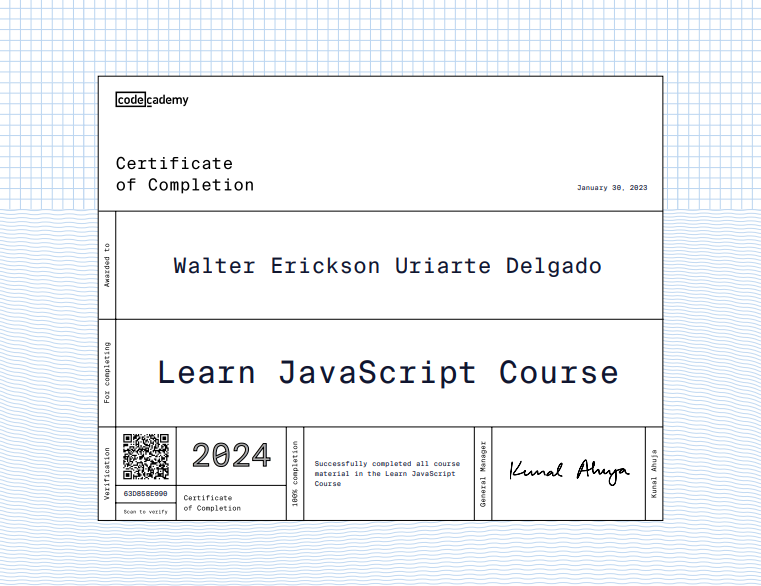 codecademy
Certificate
of Completion
January 30, 2023
Awarded to
Walter Erickson Uriarte Delgado
For completing
Learn JavaScript Course
Verification
63D858E090
Scan to verify
2024
Certificate
of Completion
100% completion
Successfully completed all course
material in the Learn JavaScript
Course
General Manager
Kunal Ahuja
Kunal Ahuja